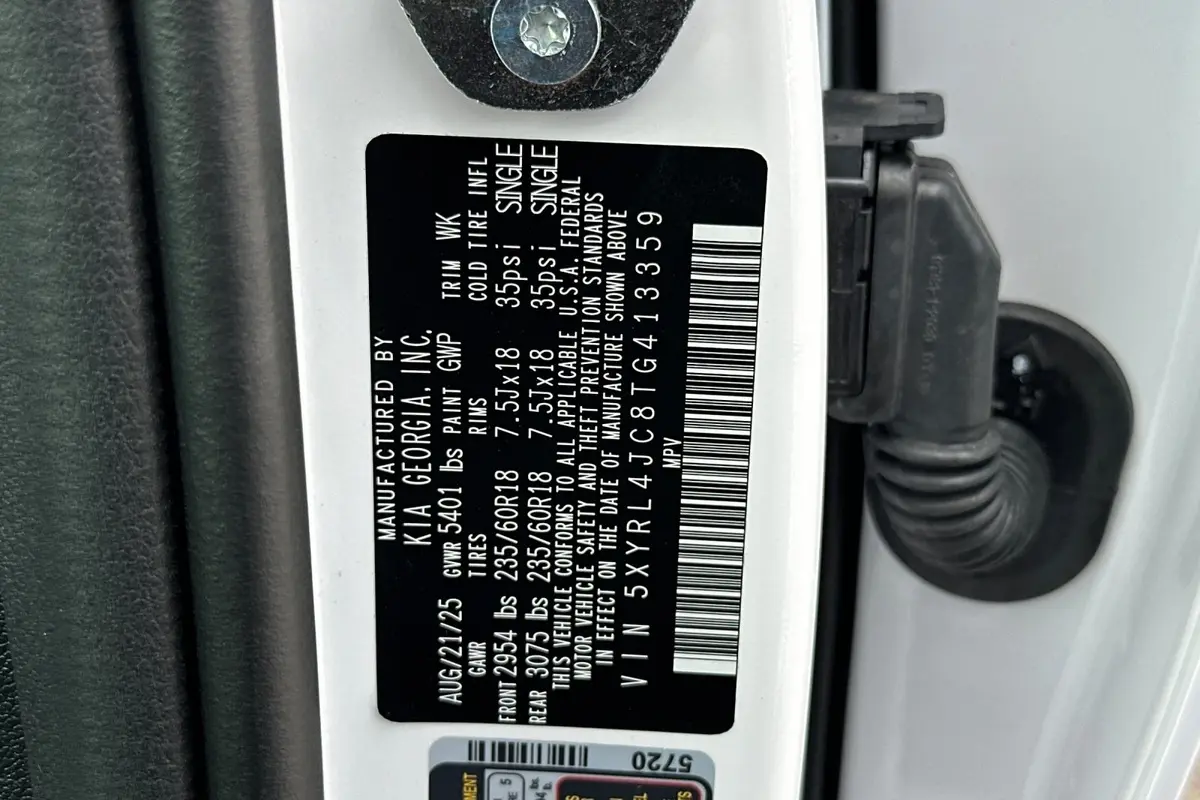 MANUFACTURED BY
KIA GEORGIA, INC.
AUG/21/25 GVWR 5401 lbs PAINT GWP TRIM WK
GAWR TIRES RIMS COLD TIRE INFL
FRONT 2954 lbs 235/60R18 7.5Jx18 35psi SINGLE
REAR 3075 lbs 235/60R18 7.5Jx18 35psi SINGLE
THIS VEHICLE CONFORMS TO ALL APPLICABLE U.S.A. FEDERAL
MOTOR VEHICLE SAFETY AND THEFT PREVENTION STANDARDS
IN EFFECT ON THE DATE OF MANUFACTURE SHOWN ABOVE
VIN 5XYRL4JC8TG413359
MPV
5720
5